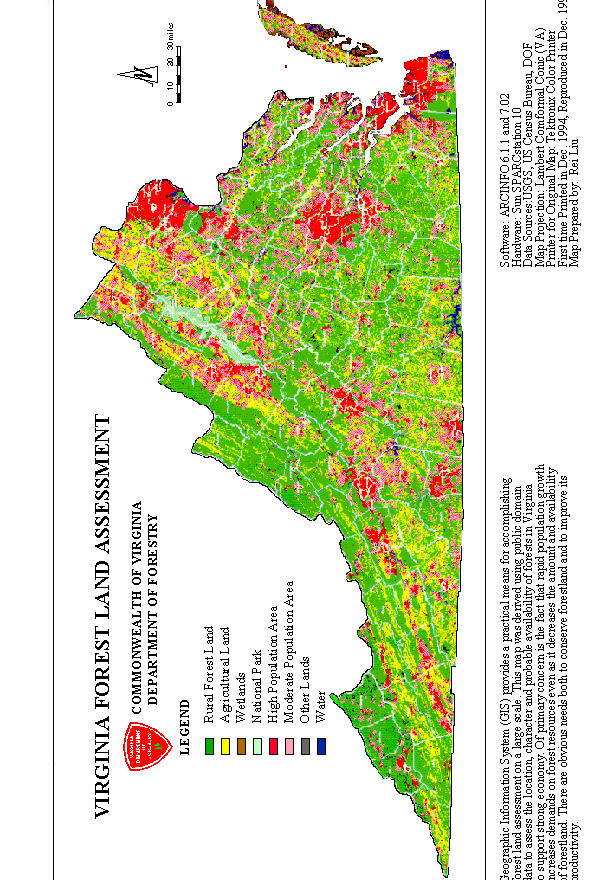 VIRGINIA FOREST LAND ASSESSMENT
COMMONWEALTH OF VIRGINIA
DEPARTMENT OF FORESTRY
LEGEND
Rural Forest Land
Agricultural Land
Wetlands
National Park
High Population Area
Moderate Population Area
Other Lands
Water
N
0 10 20 30 miles
Geographic Information System (GIS) provides a practical means for accomplishing
forest land assessment on a large scale. This map was derived using public domain
data to assess the location, character and probable availability of forests in Virginia
to support strong economy. Of primary concern is the fact that rapid population growth
increases demands on forest resources even as it decreases the amount and availability
of forestland. There are obvious needs both to conserve forestland and to improve its
productivity.
Software: ARC/INFO 6.1.1 and 7.02
Hardware: Sun SPARCstation 10
Data Sources:USGS, US Census Bureau, DOF
Map Projection: Lambert Comformal Conic (VA)
Printer for Original Map: Tektronix Color Printer
First time Printed in Dec. 1994, Reproduced in Dec. 199
Map Prepared by: Rei Liu